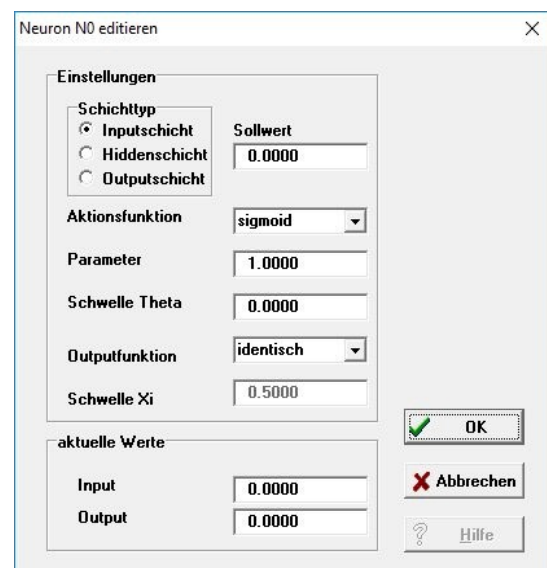 Neuron N0 editieren
Einstellungen
Schichttyp
Inputschicht
Hiddenschicht
Outputschicht
Sollwert
0.0000
Aktionsfunktion
sigmoid
Parameter
1.0000
Schwelle Theta
0.0000
Outputfunktion
identisch
Schwelle Xi
0.5000
aktuelle Werte
Input
0.0000
Output
0.0000
OK
Abbrechen
Hilfe